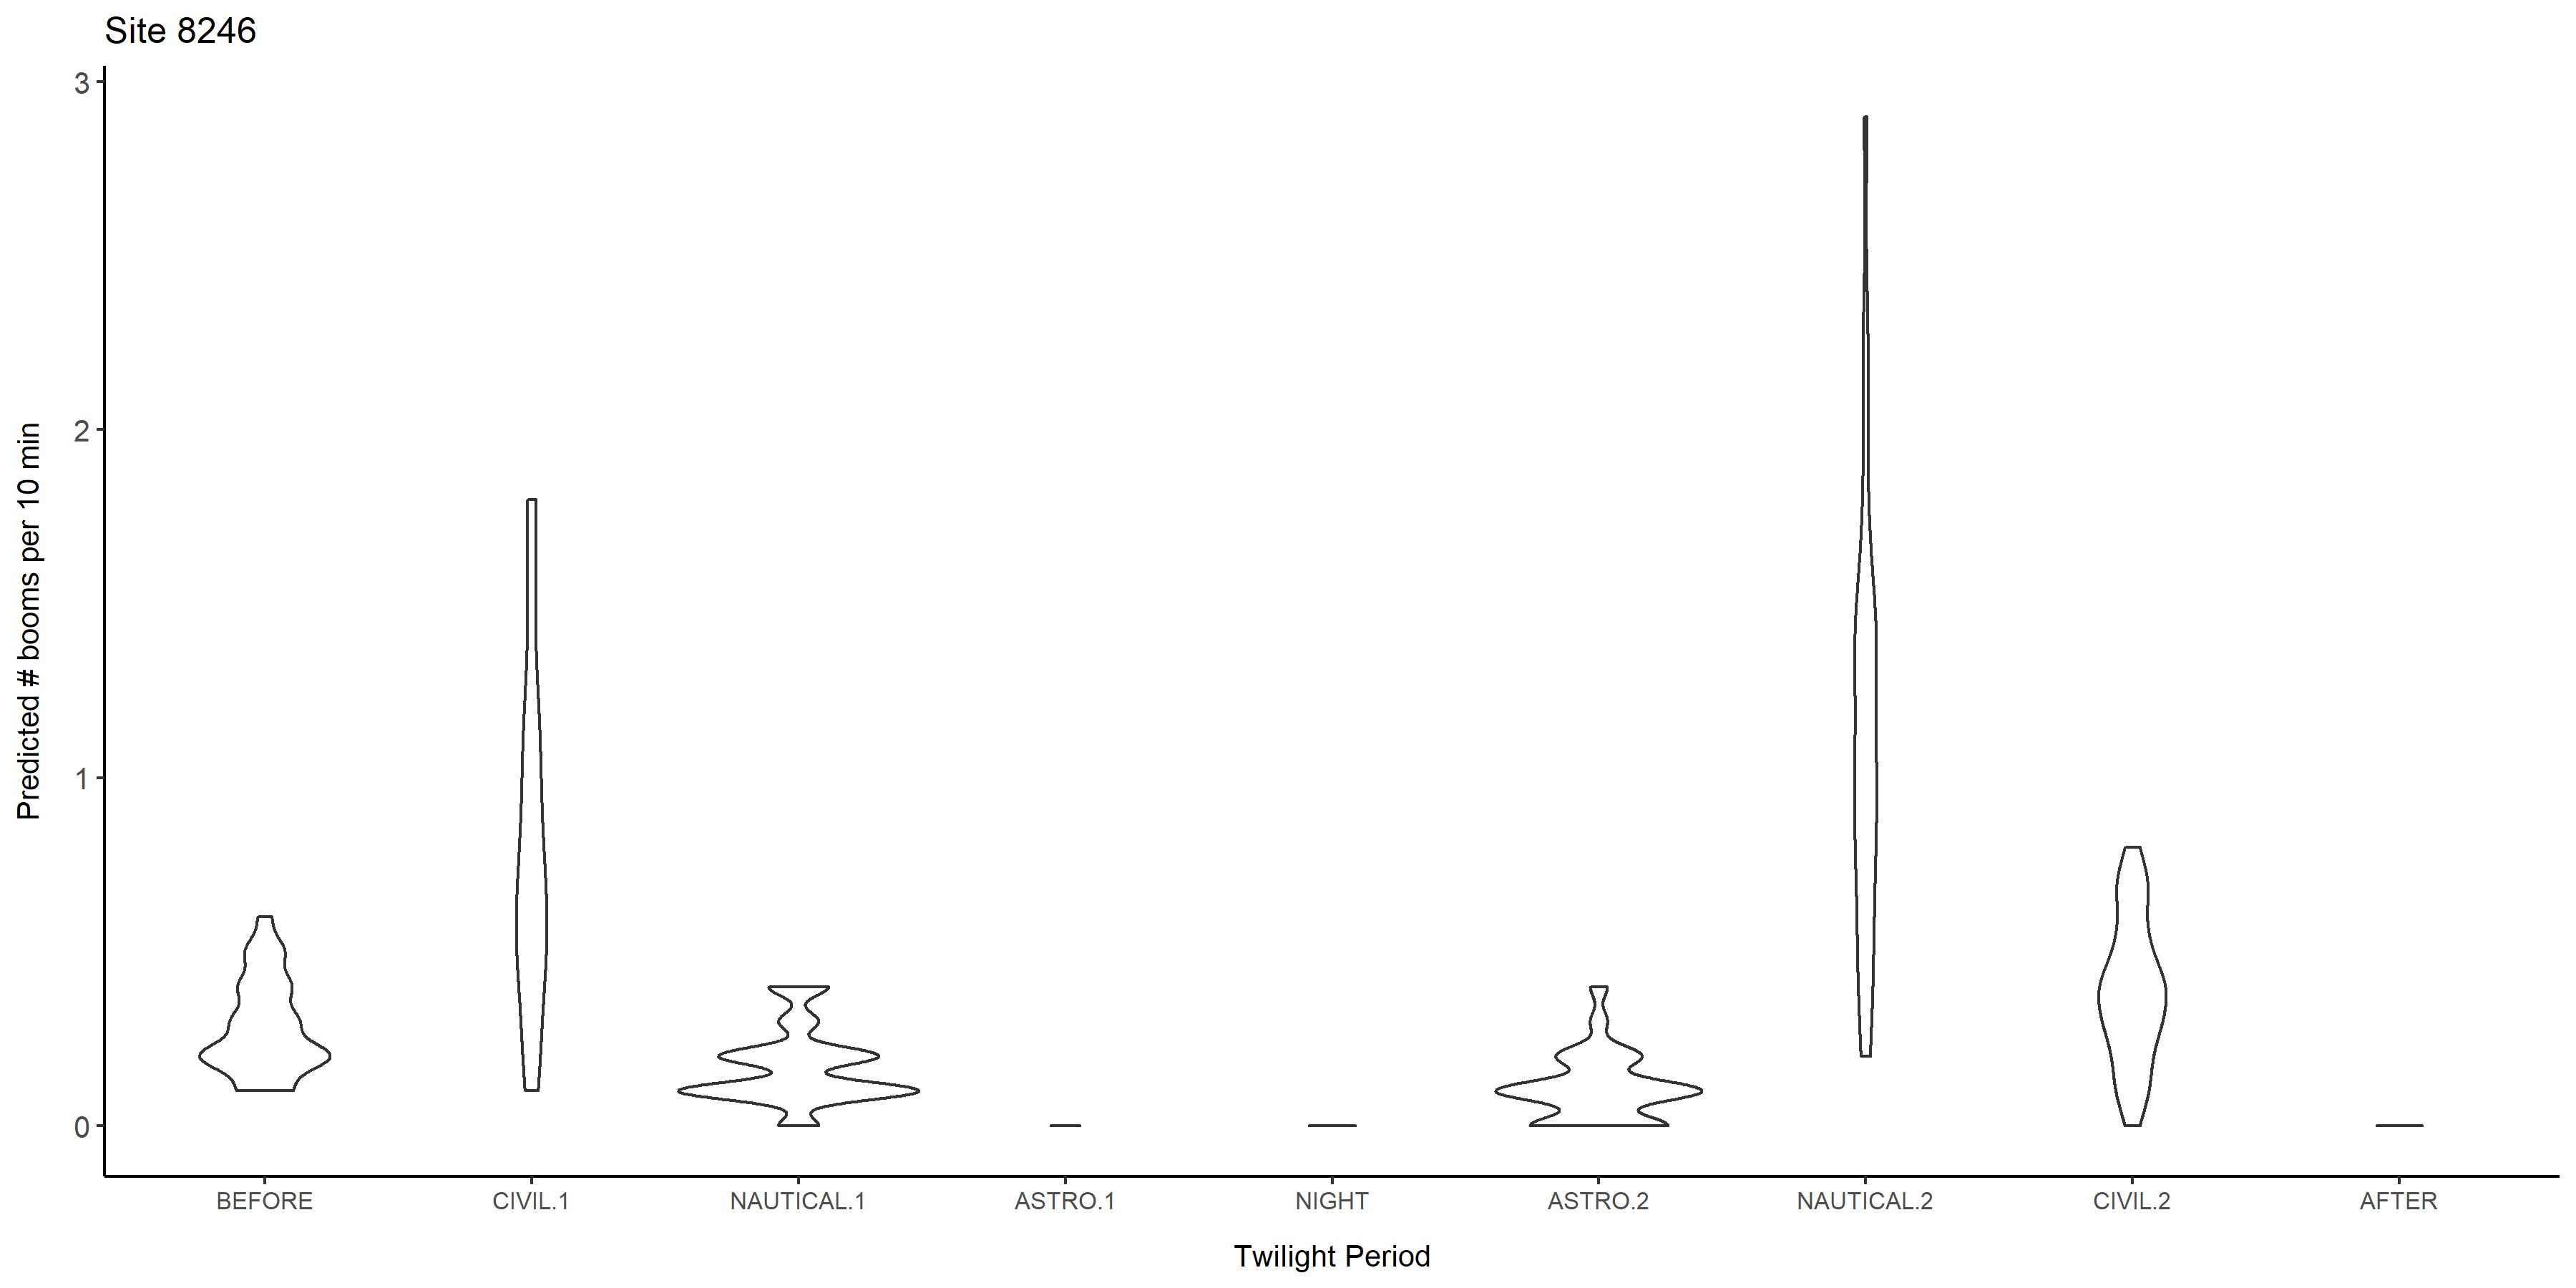 Site 8246
Predicted # booms per 10 min
3
2
1
0
BEFORE CIVIL.1 NAUTICAL.1 ASTRO.1 NIGHT ASTRO.2 NAUTICAL.2 CIVIL.2 AFTER
Twilight Period